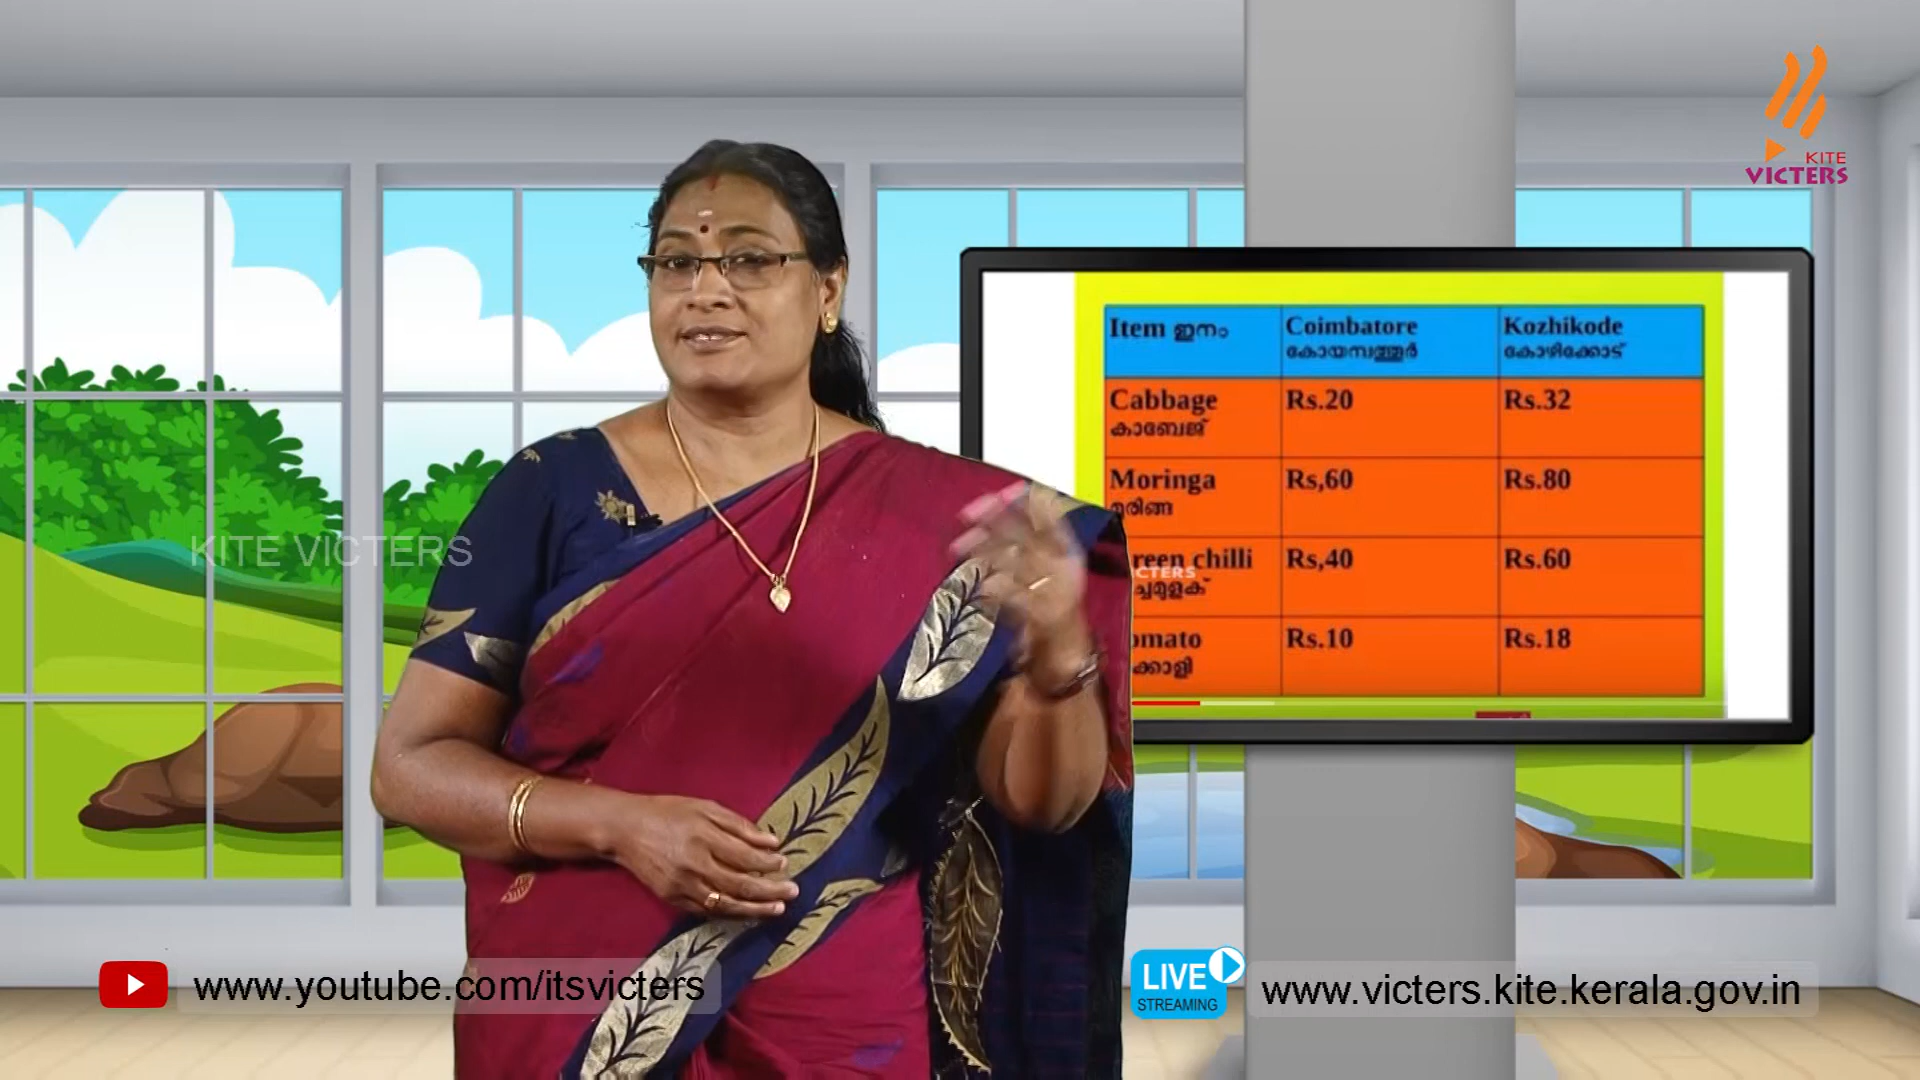 KITE
VICTERS
Item ഇനം
Coimbatore
കോയമ്പത്തൂർ
Kozhikode
കോഴിക്കോട്
Cabbage
കാബേജ്
Rs.20
Rs.32
Moringa
മുരിങ്ങ
Rs,60
Rs.80
chilli
Rs,40
Rs.60
Rs.10
Rs.18
KITE VICTERS
www.youtube.com/itsvicters
LIVE
STREAMING
www.victers.kite.kerala.gov.in